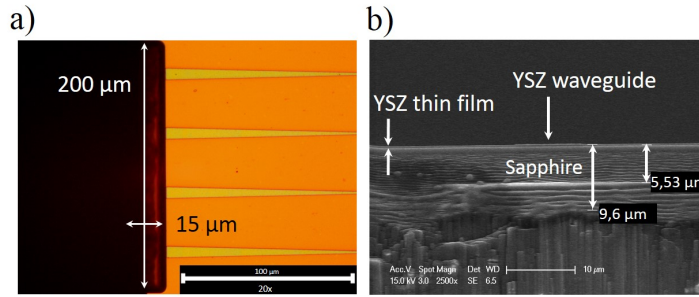 a)
200 µm
15 µm
100 µm
20x
b)
YSZ waveguide
YSZ thin film
Sapphire
5,53 µm
9,6 µm
Acc.V Spot Magn Det WD
15.0 kV 3.0 2500x SE 6.5
10 µm